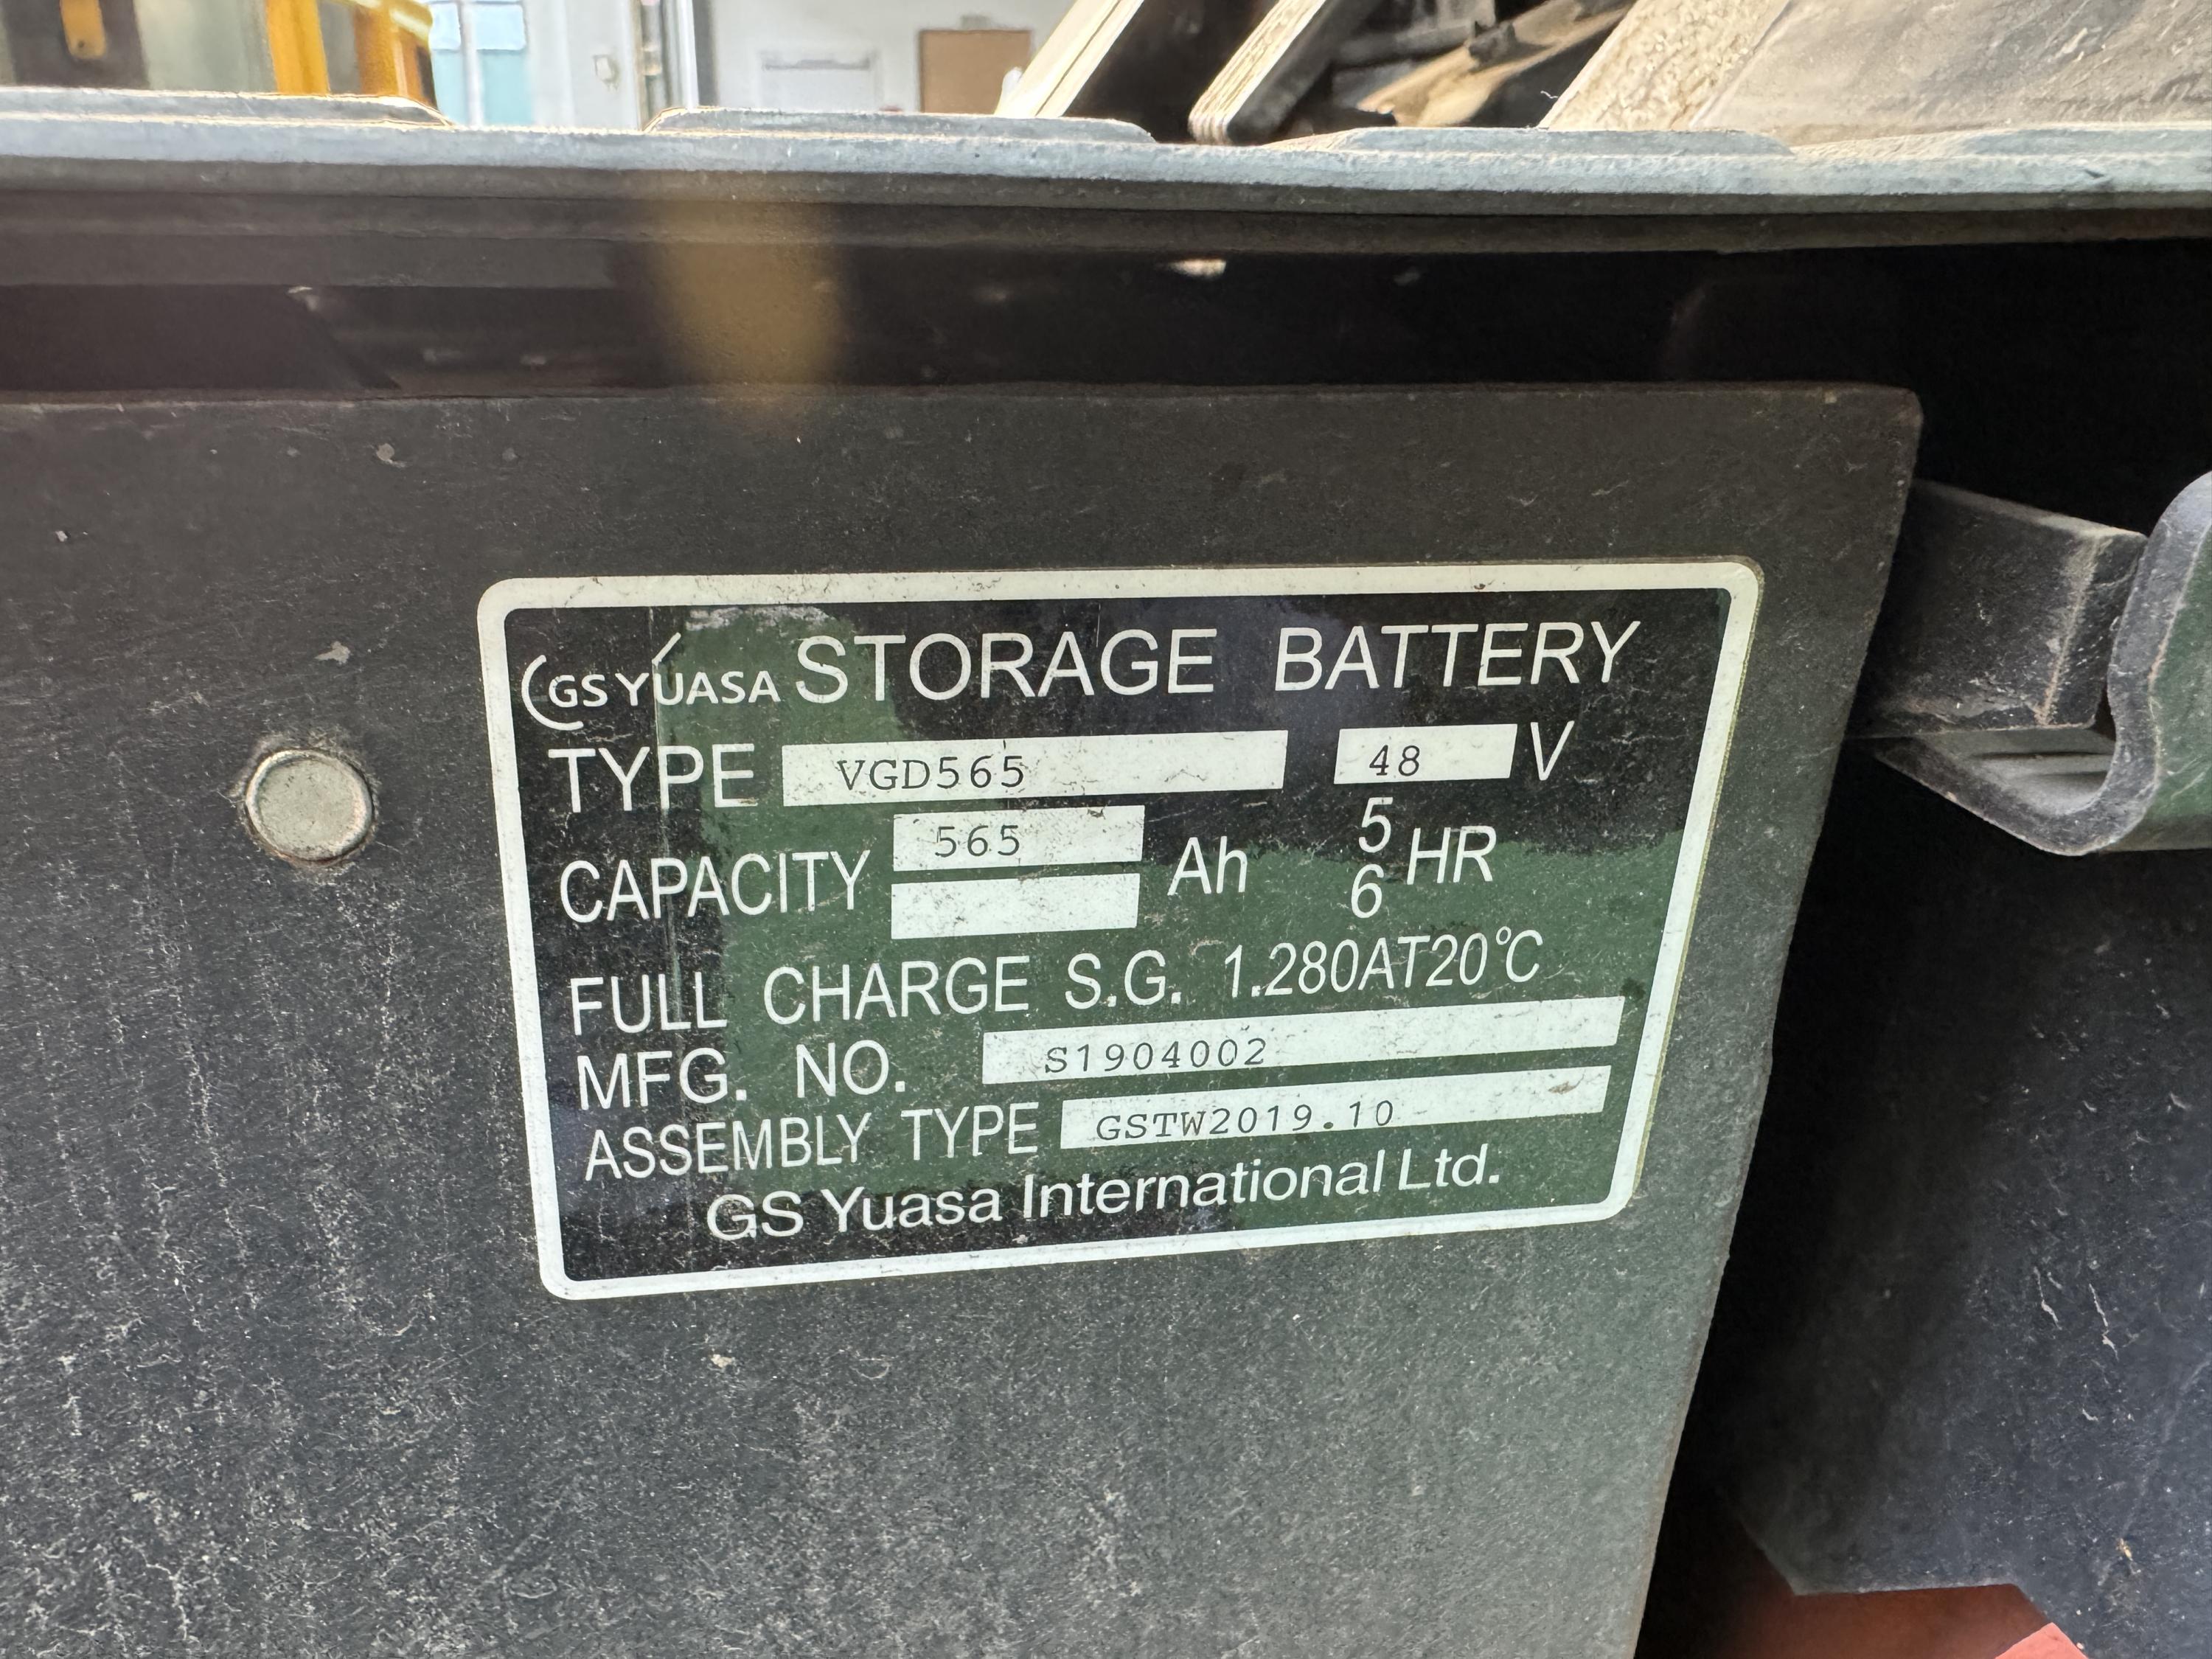 GS YUASA STORAGE BATTERY
TYPE VGD565 48 V
CAPACITY 565 Ah 5 HR
6
FULL CHARGE S.G. 1.280AT20°C
MFG. NO. S1904002
ASSEMBLY TYPE GSTW2019.10
GS Yuasa International Ltd.